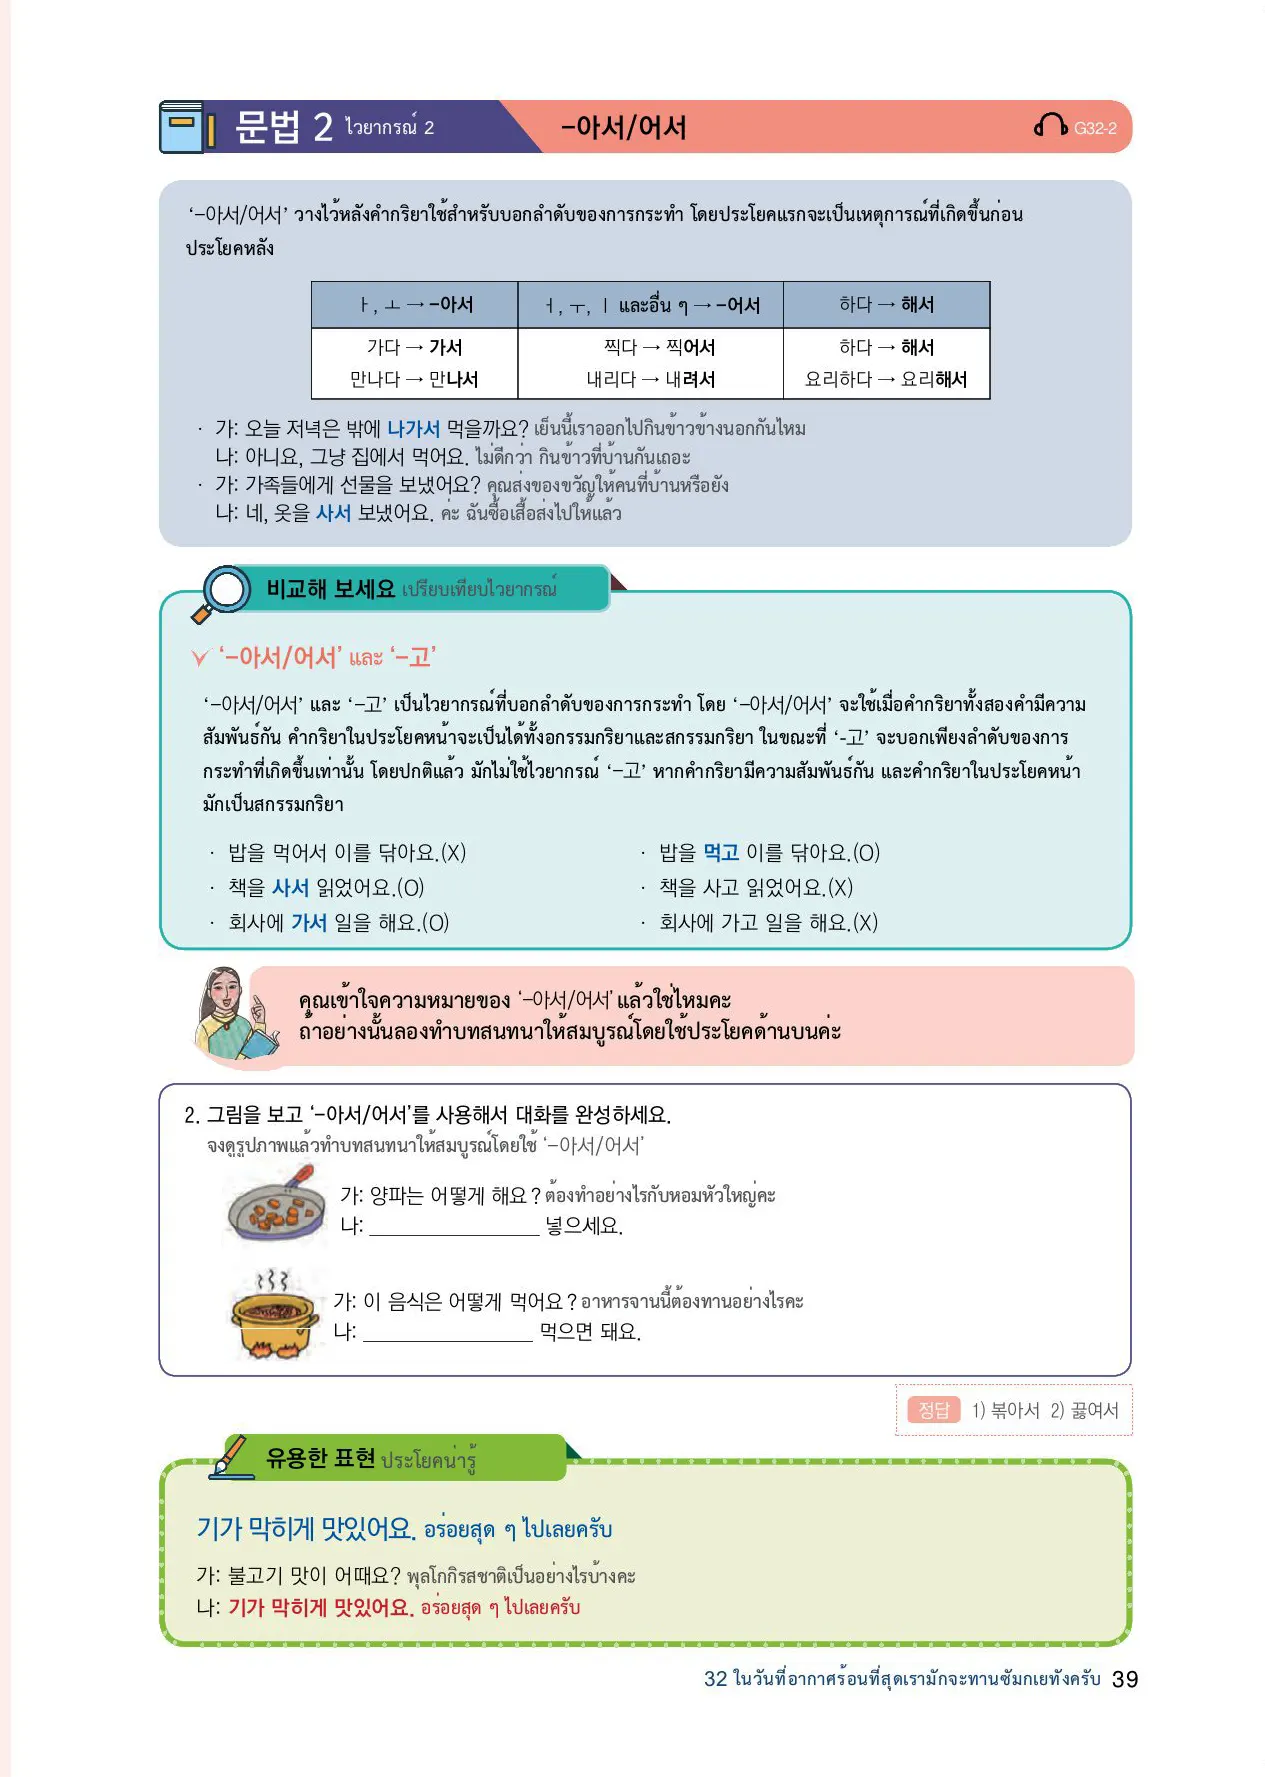 문법 2 ไวยากรณ์ 2
-아서/어서
G32-2
‘-아서/어서’ วางไว้หลังคำกริยาใช้สำหรับบอกลำดับของการกระทำ โดยประโยคแรกจะเป็นเหตุการณ์ที่เกิดขึ้นก่อน
ประโยคหลัง
ㅏ, ㅗ → -아서
ㅓ, ㅜ, ㅣ และอื่น ๆ → -어서
하다 → 해서
가다 → 가서
찍다 → 찍어서
하다 → 해서
만나다 → 만나서
내리다 → 내려서
요리하다 → 요리해서
· 가: 오늘 저녁은 밖에 나가서 먹을까요? เย็นนี้เราออกไปกินข้าวข้างนอกกันไหม
나: 아니요, 그냥 집에서 먹어요. ไม่ดีกว่า กินข้าวที่บ้านกันเถอะ
· 가: 가족들에게 선물을 보냈어요? คุณส่งของขวัญให้คนที่บ้านหรือยัง
나: 네, 옷을 사서 보냈어요. ค่ะ ฉันซื้อเสื้อส่งไปให้แล้ว
비교해 보세요 เปรียบเทียบไวยากรณ์
‘-아서/어서’ และ ‘-고’
‘-아서/어서’ และ ‘-고’ เป็นไวยากรณ์ที่บอกลำดับของการกระทำ โดย ‘-아서/어서’ จะใช้เมื่อคำกริยาทั้งสองคำมีความ
สัมพันธ์กัน คำกริยาในประโยคหน้าจะเป็นได้ทั้งอกรรมกริยาและสกรรมกริยา ในขณะที่ ‘-고’ จะบอกเพียงลำดับของการ
กระทำที่เกิดขึ้นเท่านั้น โดยปกติแล้ว มักไม่ใช้ไวยากรณ์ ‘-고’ หากคำกริยามีความสัมพันธ์กัน และคำกริยาในประโยคหน้า
มักเป็นสกรรมกริยา
· 밥을 먹어서 이를 닦아요.(X)
· 밥을 먹고 이를 닦아요.(O)
· 책을 사서 읽었어요.(O)
· 책을 사고 읽었어요.(X)
· 회사에 가서 일을 해요.(O)
· 회사에 가고 일을 해요.(X)
คุณเข้าใจความหมายของ ‘-아서/어서’ แล้วใช่ไหมคะ
ถ้าอย่างนั้นลองทำบทสนทนาให้สมบูรณ์โดยใช้ประโยคด้านบนค่ะ
2. 그림을 보고 ‘-아서/어서’를 사용해서 대화를 완성하세요.
จงดูรูปภาพแล้วทำบทสนทนาให้สมบูรณ์โดยใช้ ‘-아서/어서’
가: 양파는 어떻게 해요? ต้องทำอย่างไรกับหอมหัวใหญ่คะ
나: ________________ 넣으세요.
가: 이 음식은 어떻게 먹어요? อาหารจานนี้ต้องทานอย่างไรคะ
나: ________________ 먹으면 돼요.
정답 1) 볶아서 2) 끓여서
유용한 표현 ประโยคน่ารู้
기가 막히게 맛있어요. อร่อยสุด ๆ ไปเลยครับ
가: 불고기 맛이 어때요? พุลโกกิรสชาติเป็นอย่างไรบ้างคะ
나: 기가 막히게 맛있어요. อร่อยสุด ๆ ไปเลยครับ
32 ในวันที่อากาศร้อนที่สุดเรามักจะทานซัมกเยทังครับ 39